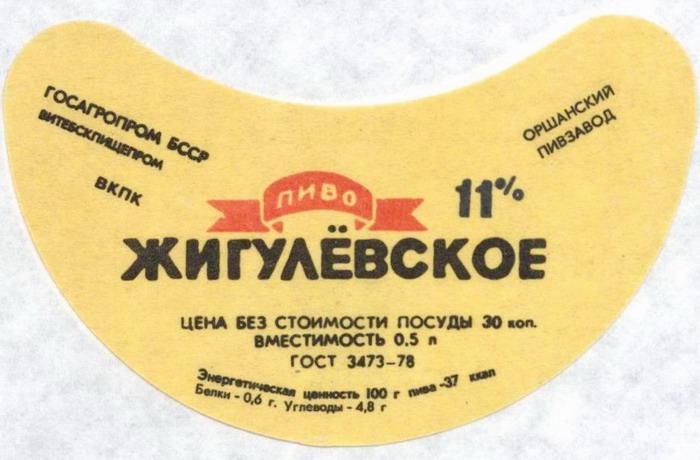 ГОСАГРОПРОМ БССР
ВИТЕБСКПИЩЕПРОМ
ВКПК
ОРШАНСКИЙ
ПИВЗАВОД
ПИВО
11%
ЖИГУЛЁВСКОЕ
ЦЕНА БЕЗ СТОИМОСТИ ПОСУДЫ 30 коп.
ВМЕСТИМОСТЬ 0,5 л
ГОСТ 3473-78
Энергетическая ценность 100 г пива -37 ккал
Белки - 0,6 г. Углеводы - 4,8 г